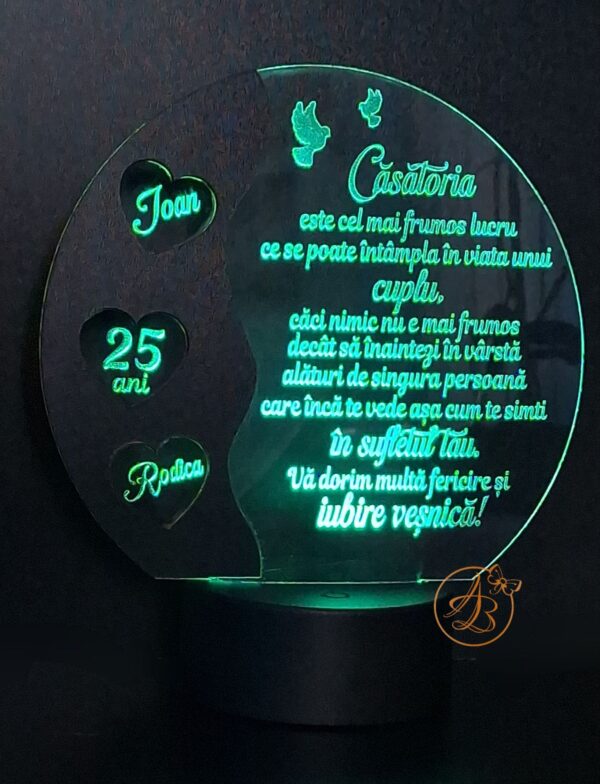 Ioan
25
ani
Rodica
Căsătoria
este cel mai frumos lucru
ce se poate întâmpla în viata unui
cuplu,
căci nimic nu e mai frumos
decât să înaintezi în vârstă
alături de singura persoană
care încă te vede așa cum te simti
în sufletul tău.
Vă dorim multă fericire și
iubire veșnică!
AB